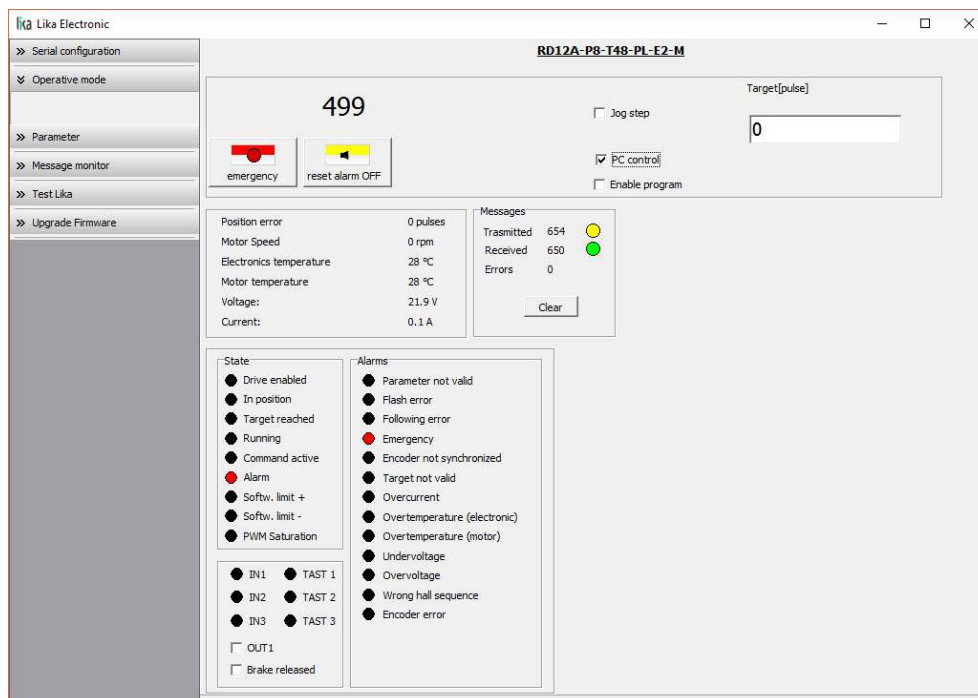 lika Lika Electronic
Serial configuration
Operative mode
Parameter
Message monitor
Test Lika
Upgrade Firmware
RD12A-P8-T48-PL-E2-M
499
emergency
reset alarm OFF
Jog step
PC control
Enable program
Target[pulse]
0
Position error 0 pulses
Motor Speed 0 rpm
Electronics temperature 28 °C
Motor temperature 28 °C
Voltage: 21.9 V
Current: 0.1 A
Messages
Trasmitted 654
Received 650
Errors 0
Clear
State
Drive enabled
In position
Target reached
Running
Command active
Alarm
Softw. limit +
Softw. limit -
PWM Saturation
Alarms
Parameter not valid
Flash error
Following error
Emergency
Encoder not synchronized
Target not valid
Overcurrent
Overtemperature (electronic)
Overtemperature (motor)
Undervoltage
Overvoltage
Wrong hall sequence
Encoder error
IN1 TAST 1
IN2 TAST 2
IN3 TAST 3
OUT1
Brake released